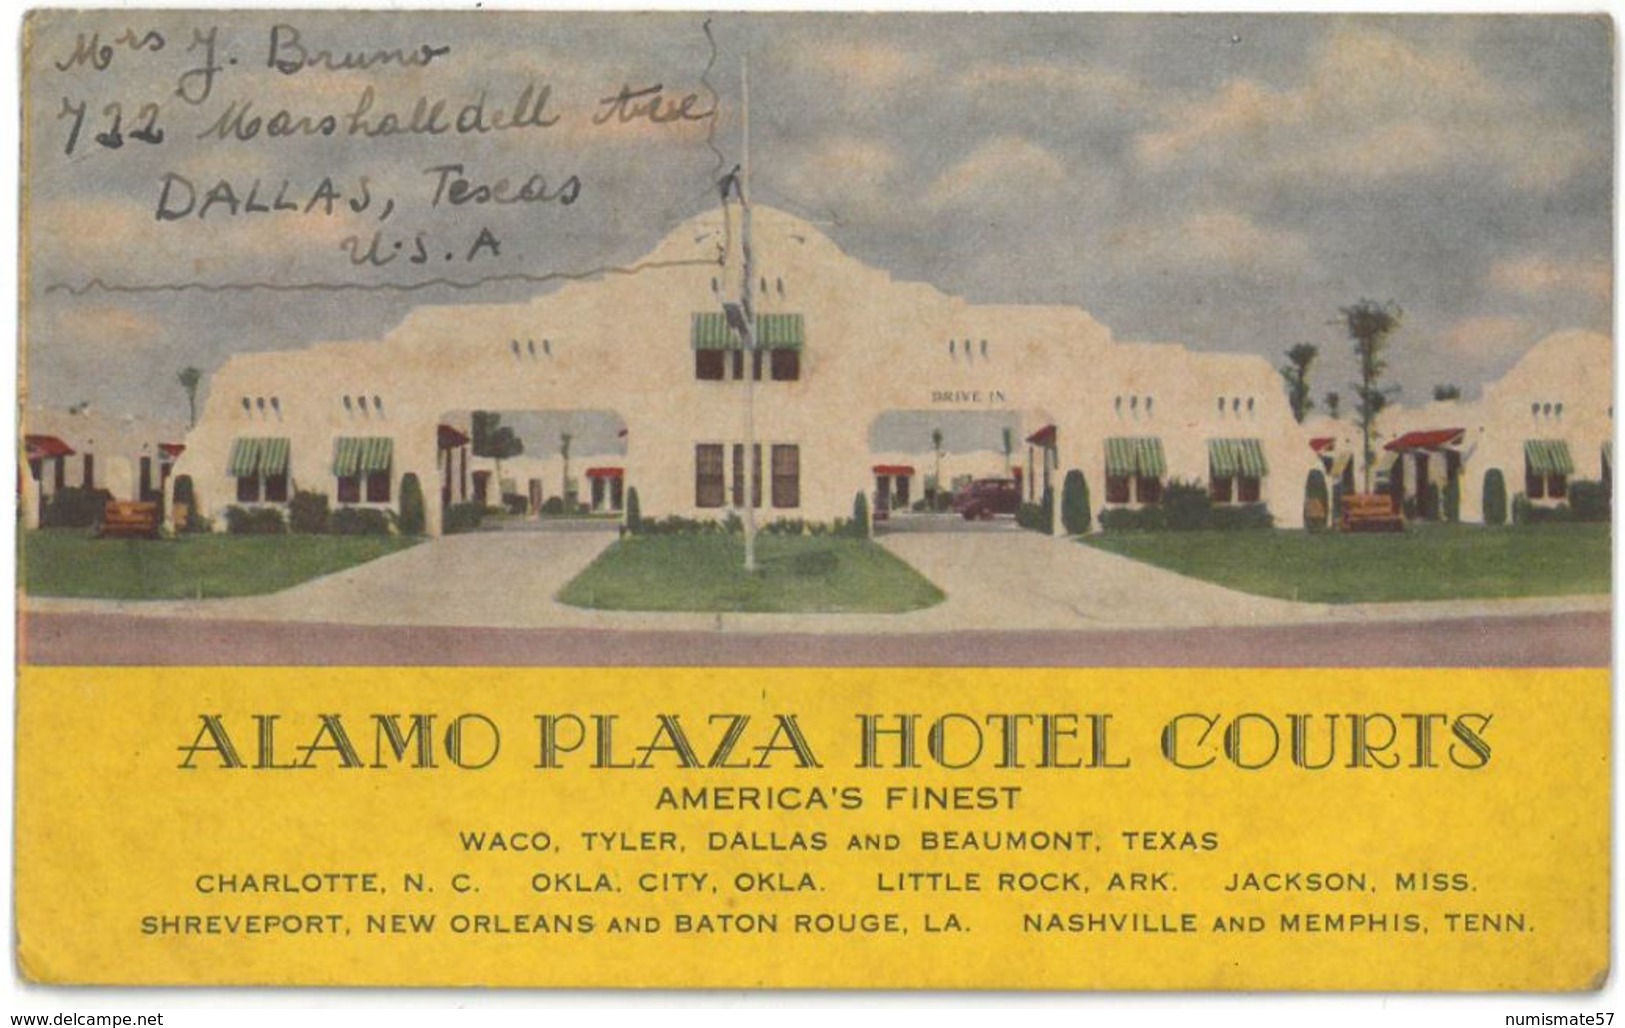 Mrs J. Bruno
722 Marshalldell Ave
DALLAS, Texas
U.S.A
DRIVE IN
ALAMO PLAZA HOTEL COURTS
AMERICA'S FINEST
WACO, TYLER, DALLAS AND BEAUMONT, TEXAS
CHARLOTTE, N. C. OKLA. CITY, OKLA. LITTLE ROCK, ARK. JACKSON, MISS.
SHREVEPORT, NEW ORLEANS AND BATON ROUGE, LA. NASHVILLE AND MEMPHIS, TENN.
www.delcampe.net numismate57